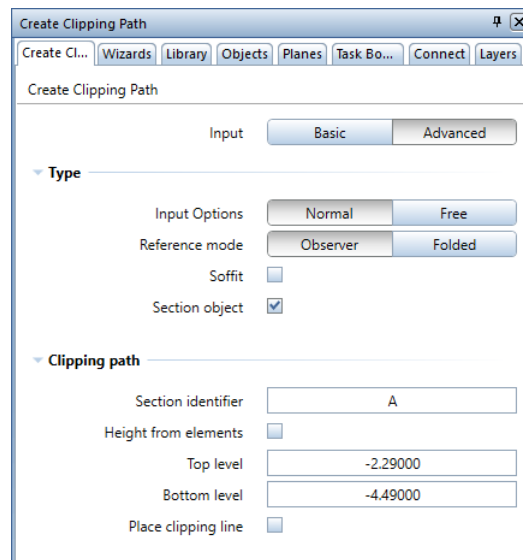 Create Clipping Path
Create Cl... Wizards Library Objects Planes Task Bo... Connect Layers
Create Clipping Path
Input Basic Advanced
Type
Input Options Normal Free
Reference mode Observer Folded
Soffit
Section object
Clipping path
Section identifier A
Height from elements
Top level -2.29000
Bottom level -4.49000
Place clipping line